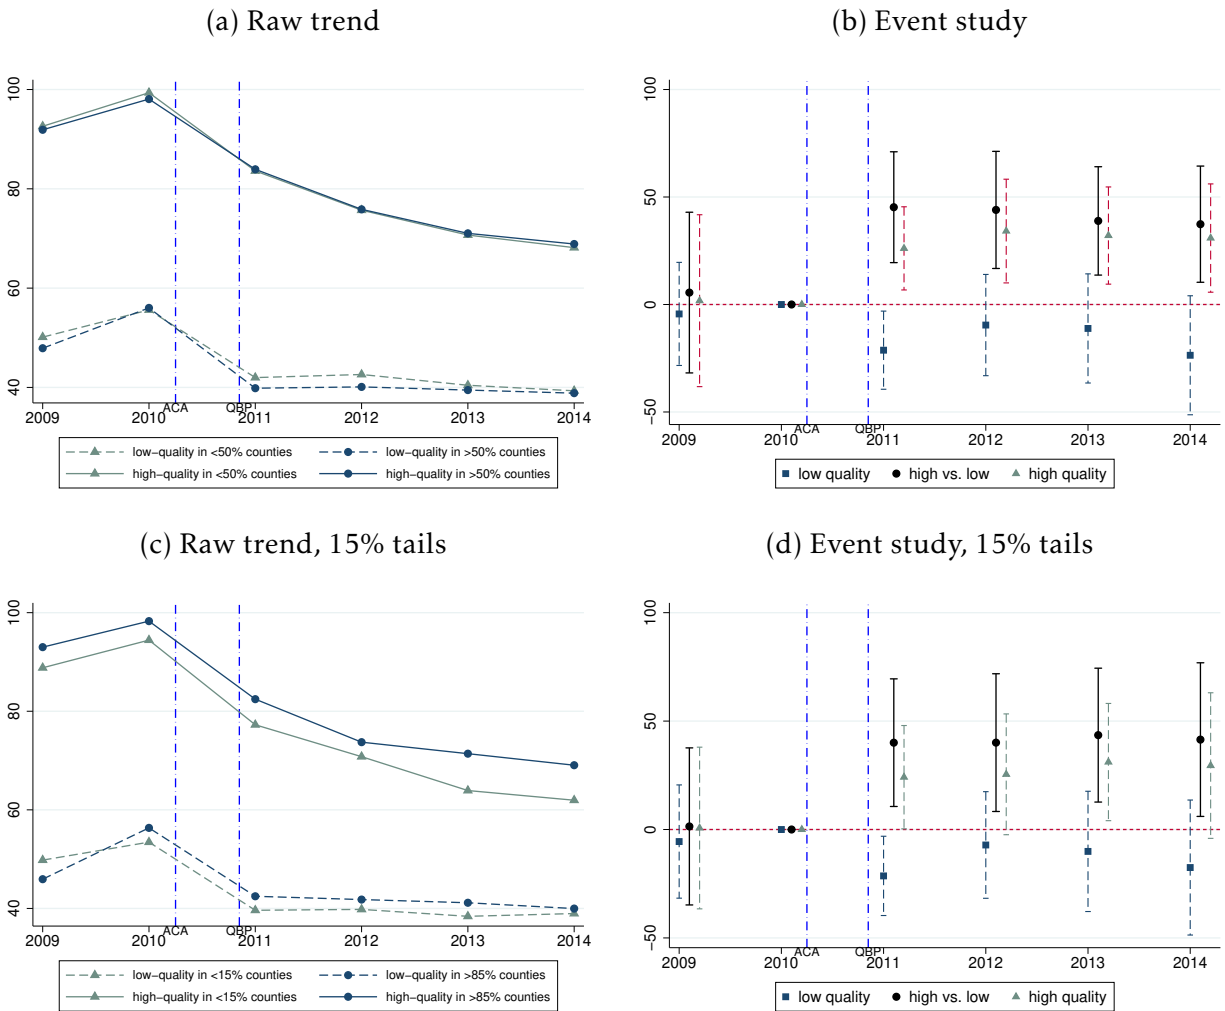 (a) Raw trend
100
80
60
40
2009 2010 ACA QBP 2011 2012 2013 2014
low−quality in <50% counties low−quality in >50% counties
high−quality in <50% counties high−quality in >50% counties
(b) Event study
100
50
0
−50
2009 2010 ACA QBP 2011 2012 2013 2014
low quality high vs. low high quality
(c) Raw trend, 15% tails
100
80
60
40
2009 2010 ACA QBP 2011 2012 2013 2014
low−quality in <15% counties low−quality in >85% counties
high−quality in <15% counties high−quality in >85% counties
(d) Event study, 15% tails
100
50
0
−50
2009 2010 ACA QBP 2011 2012 2013 2014
low quality high vs. low high quality